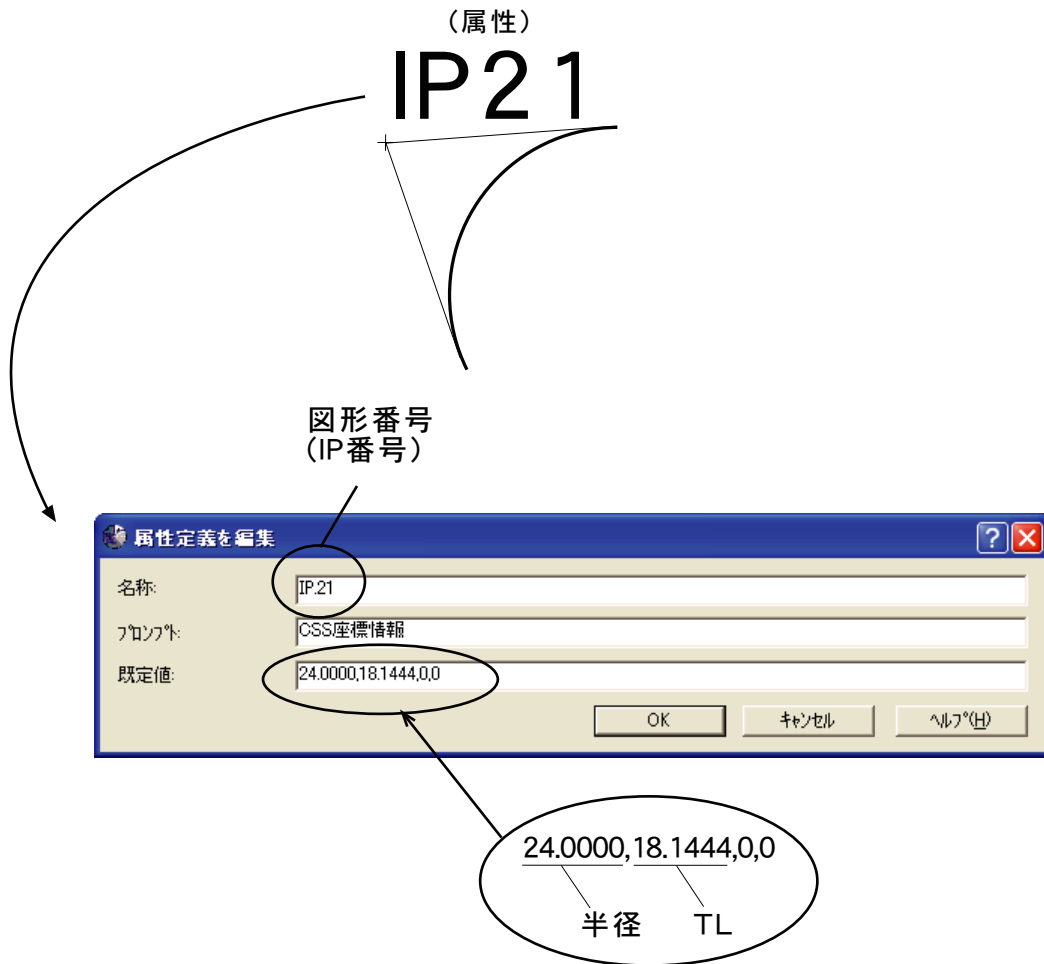 (属性)
IP21
図形番号
(IP番号)
属性定義を編集
名称:
IP.21
ﾌﾟﾛﾝﾌﾟﾄ:
CSS座標情報
既定値:
24.0000,18.1444,0,0
OK
ｷｬﾝｾﾙ
ﾍﾙﾌﾟ(H)
24.0000,18.1444,0,0
半径
TL